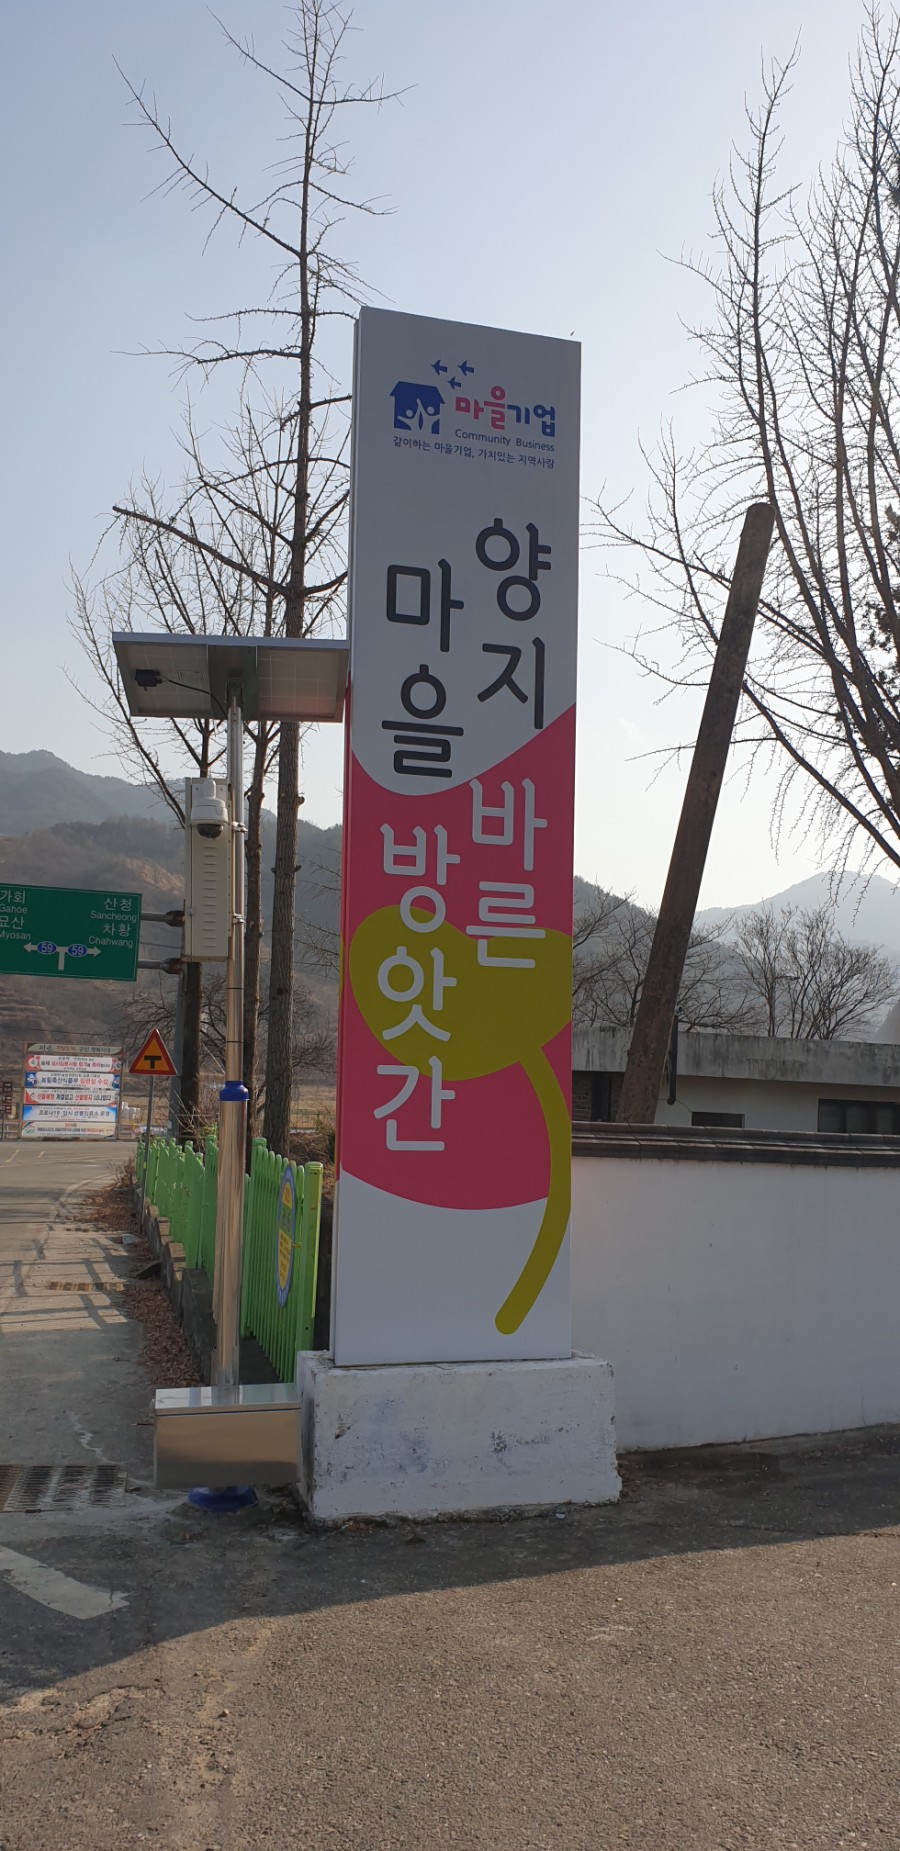 마을기업
Community Business
같이하는 마을기업, 가치있는 지역사랑
양지바른
마을방앗간
가회
Gahoe
묘산
Myosan
산청
Sancheong
차황
Chahwang
59
59